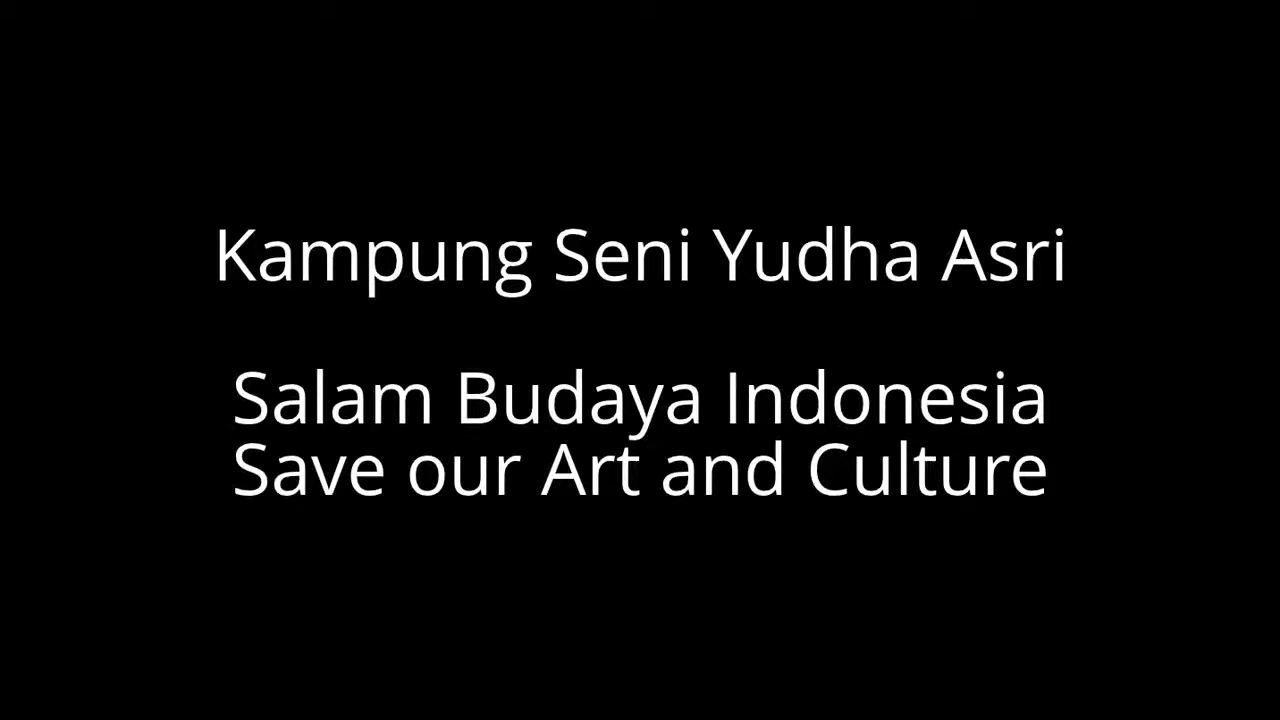 Kampung Seni Yudha Asri
Salam Budaya Indonesia
Save our Art and Culture